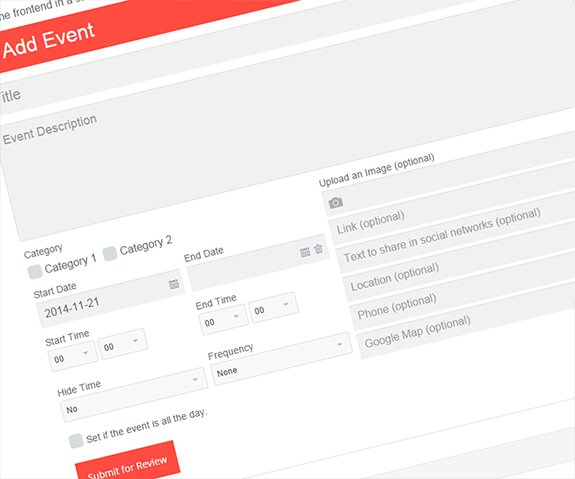 the frontend in a
Add Event
itle
Event Description
Category
Category 1
Category 2
Start Date
2014-11-21
End Date
Start Time
00
00
End Time
00
00
Hide Time
No
Frequency
None
Set if the event is all the day.
Submit for Review
Upload an Image (optional)
Link (optional)
Text to share in social networks (optional)
Location (optional)
Phone (optional)
Google Map (optional)